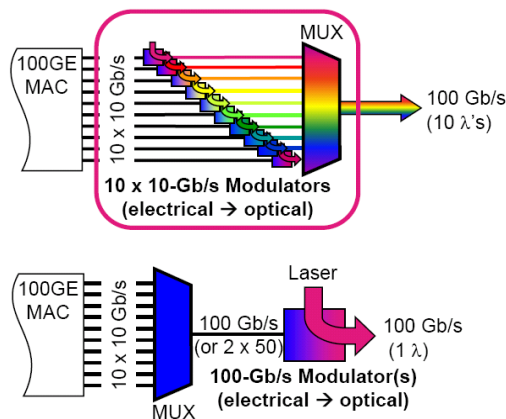 MUX
100GE
MAC
10 x 10 Gb/s
100 Gb/s
(10 λ's)
10 x 10-Gb/s Modulators
(electrical → optical)
100GE
MAC
10 x 10 Gb/s
MUX
100 Gb/s
(or 2 x 50)
Laser
100 Gb/s
(1 λ)
100-Gb/s Modulator(s)
(electrical → optical)